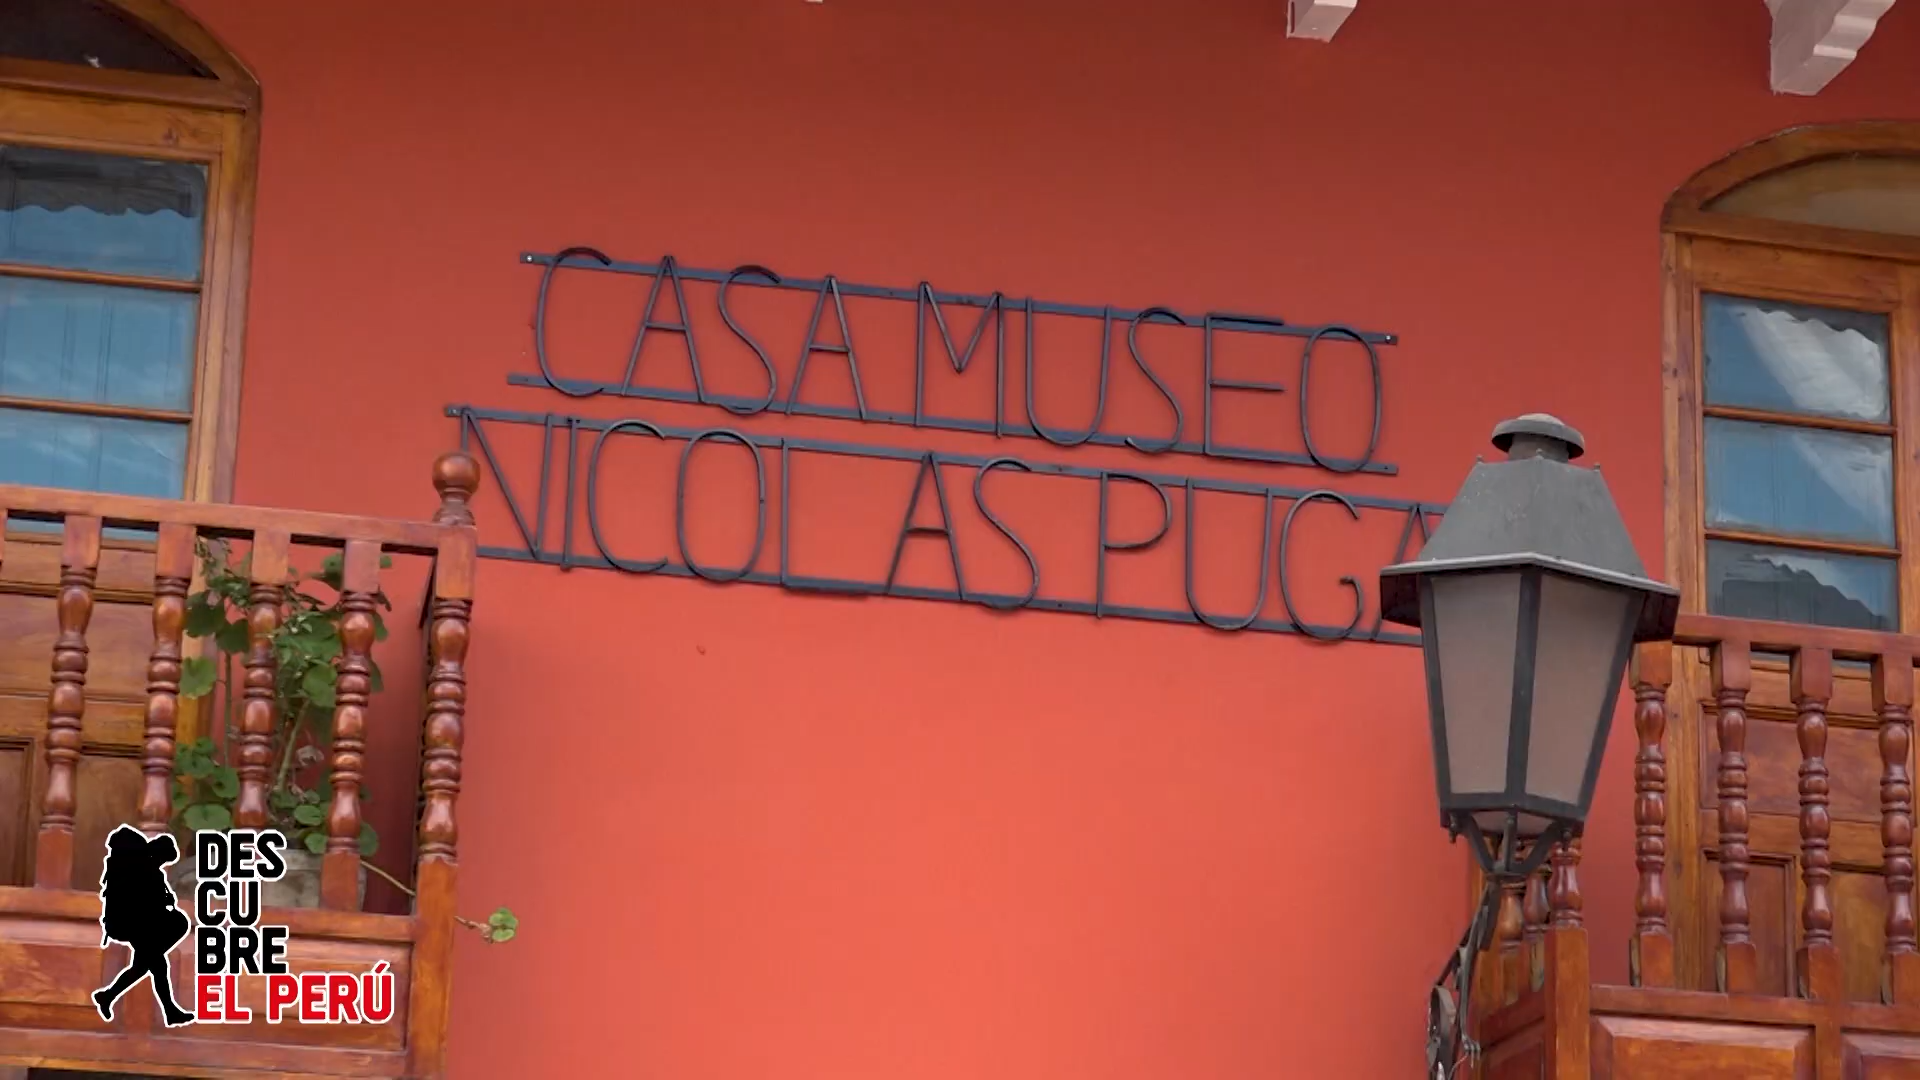 CASA MUSEO
NICOLAS PUGA
DES
CU
BRE
EL PERÚ